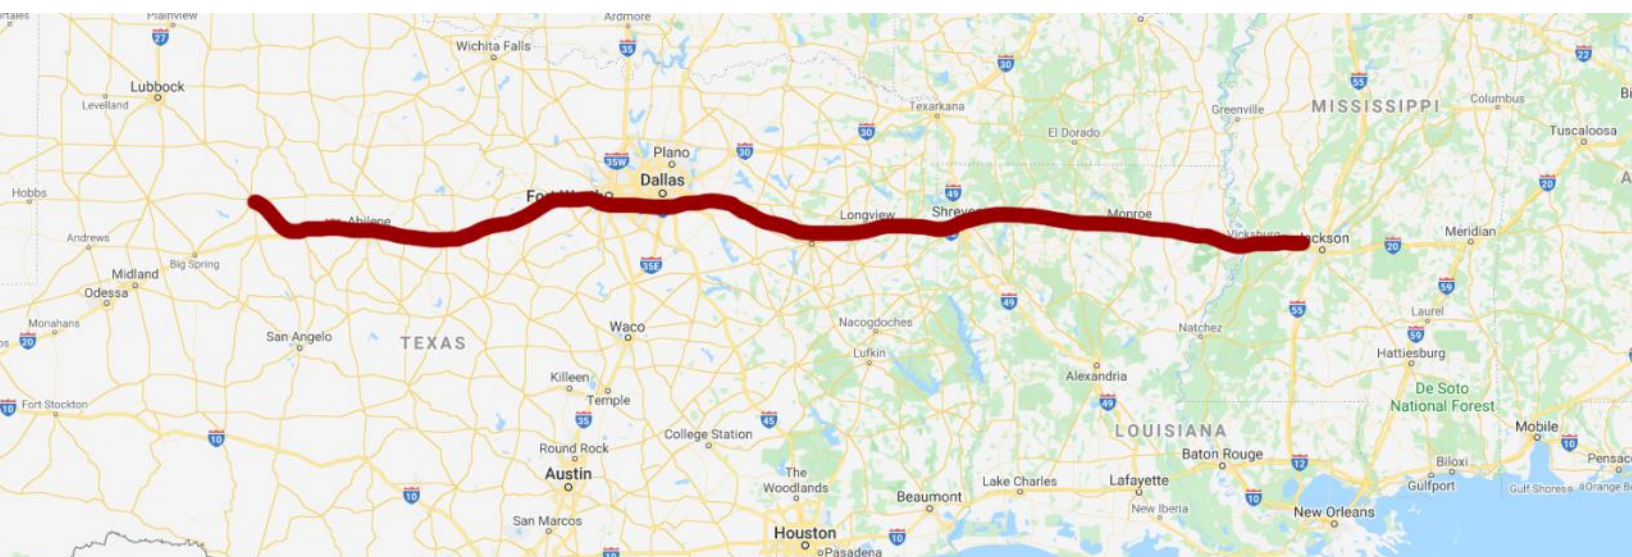 Plainview
Ardmore
27
Wichita Falls
35
30
55
22
Lubbock
Levelland
Texarkana
Greenville
MISSISSIPPI
Columbus
30
El Dorado
Tuscaloosa
35W
Plano
30
Dallas
49
20
Hobbs
Abilene
Longview
Monroe
Andrews
Big Spring
Vicksburg
Jackson
20
Meridian
Midland
35E
Odessa
59
49
55
Monahans
Waco
Nacogdoches
Natchez
Laurel
20
San Angelo
TEXAS
59
Lufkin
Hattiesburg
Killeen
Alexandria
Temple
De Soto
National Forest
10
Fort Stockton
49
35
45
10
College Station
LOUISIANA
Mobile
10
Round Rock
Baton Rouge
12
Biloxi
Austin
The
Woodlands
Lake Charles
Lafayette
Gulfport
Gulf Shores
10
Beaumont
10
New Iberia
New Orleans
San Marcos
Houston
10
Pasadena
10